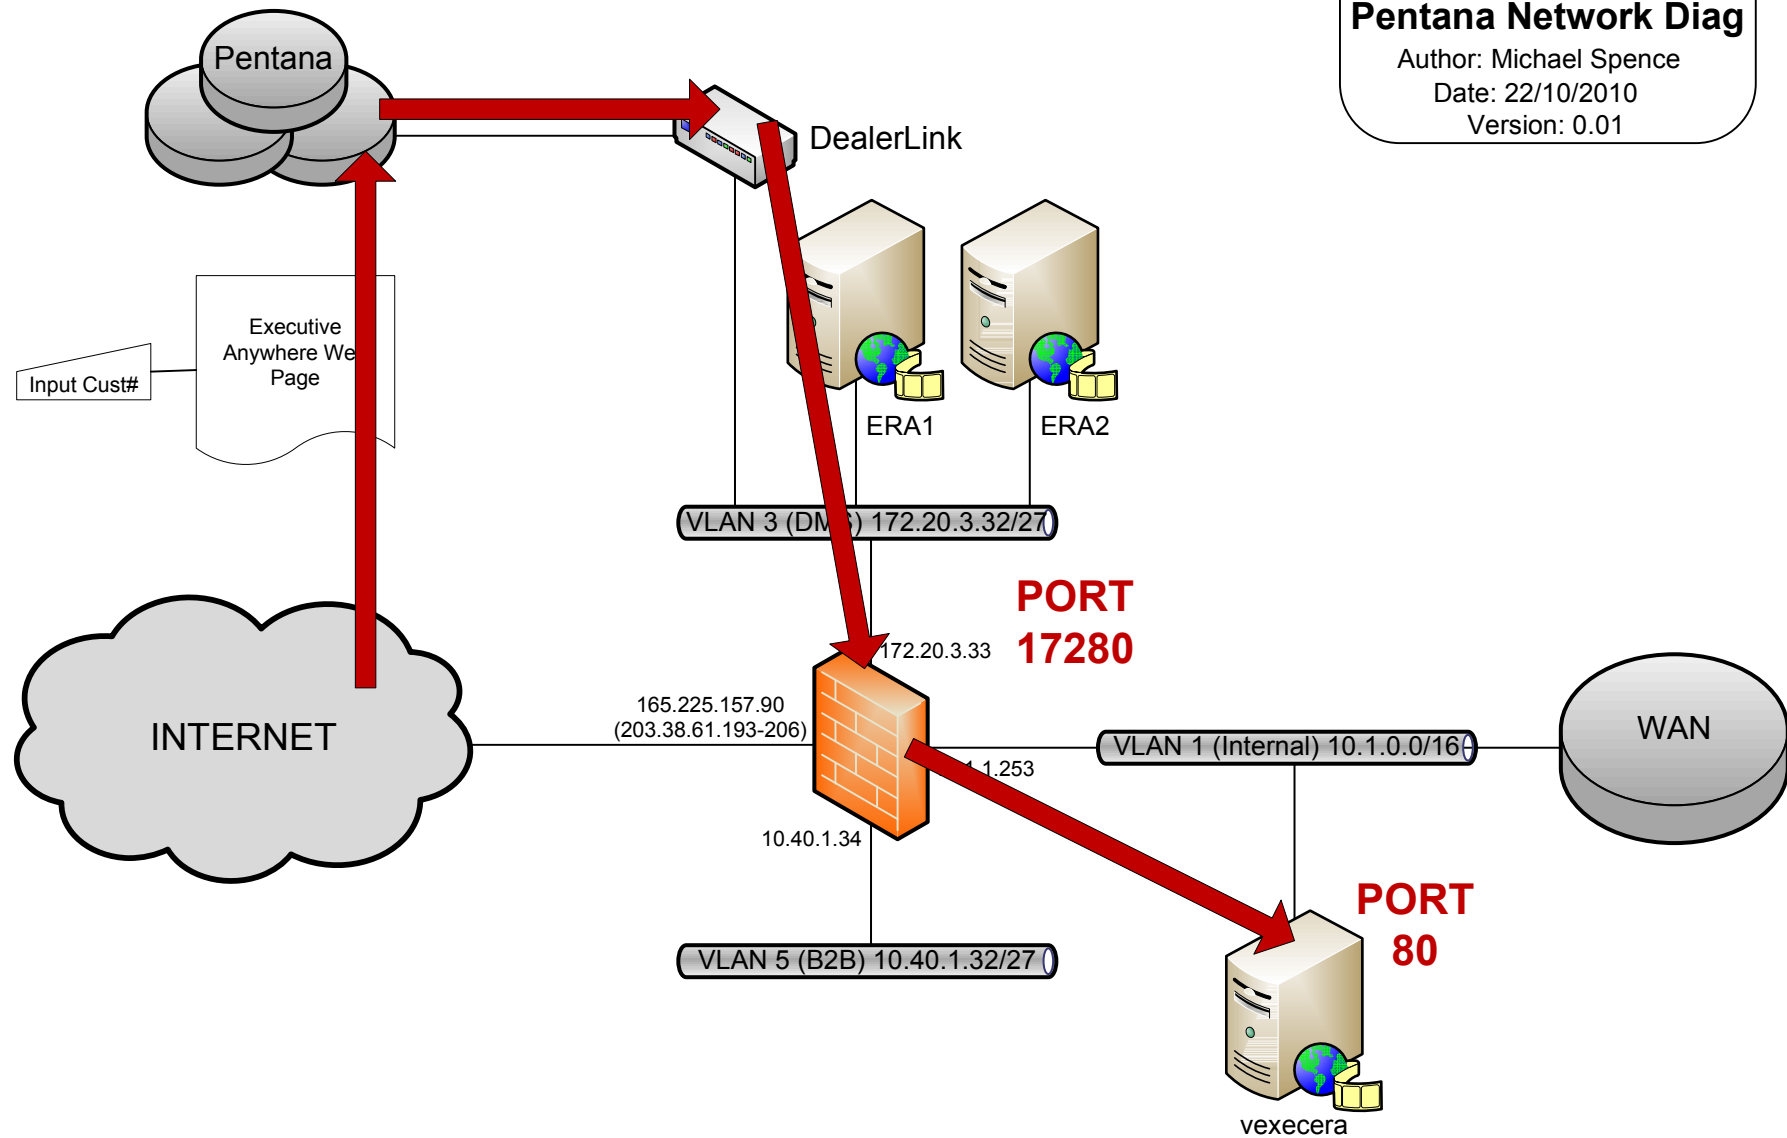 Pentana Network Diag
Author: Michael Spence
Date: 22/10/2010
Version: 0.01
Pentana
DealerLink
Executive
Anywhere We
Page
Input Cust#
ERA1
ERA2
VLAN 3 (DMS) 172.20.3.32/27
PORT
17280
172.20.3.33
165.225.157.90
(203.38.61.193-206)
INTERNET
VLAN 1 (Internal) 10.1.0.0/16
WAN
1.253
10.40.1.34
VLAN 5 (B2B) 10.40.1.32/27
PORT
80
vexecera